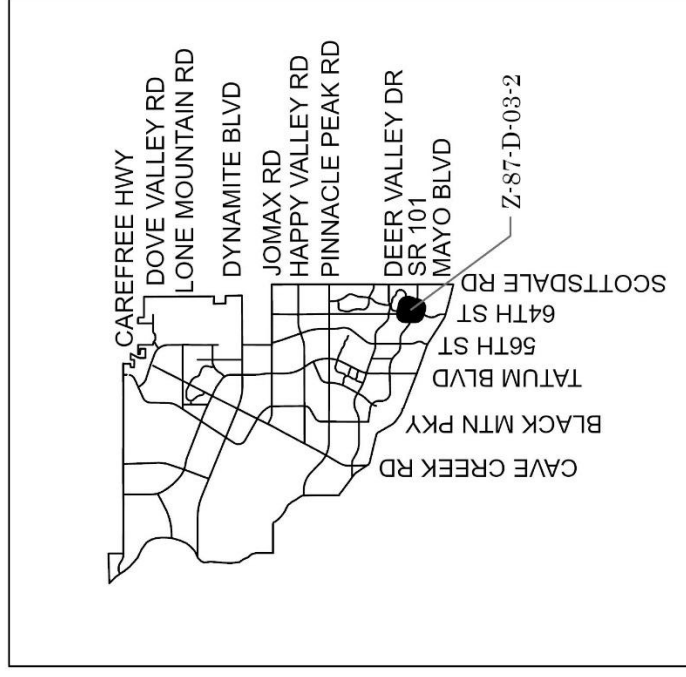 CAREFREE HWY
DOVE VALLEY RD
LONE MOUNTAIN RD
DYNAMITE BLVD
JOMAX RD
HAPPY VALLEY RD
PINNACLE PEAK RD
DEER VALLEY DR
SR 101
MAYO BLVD
Z-87-D-03-2
SCOTTSDALE RD
64TH ST
56TH ST
TATUM BLVD
BLACK MTN PKY
CAVE CREEK RD